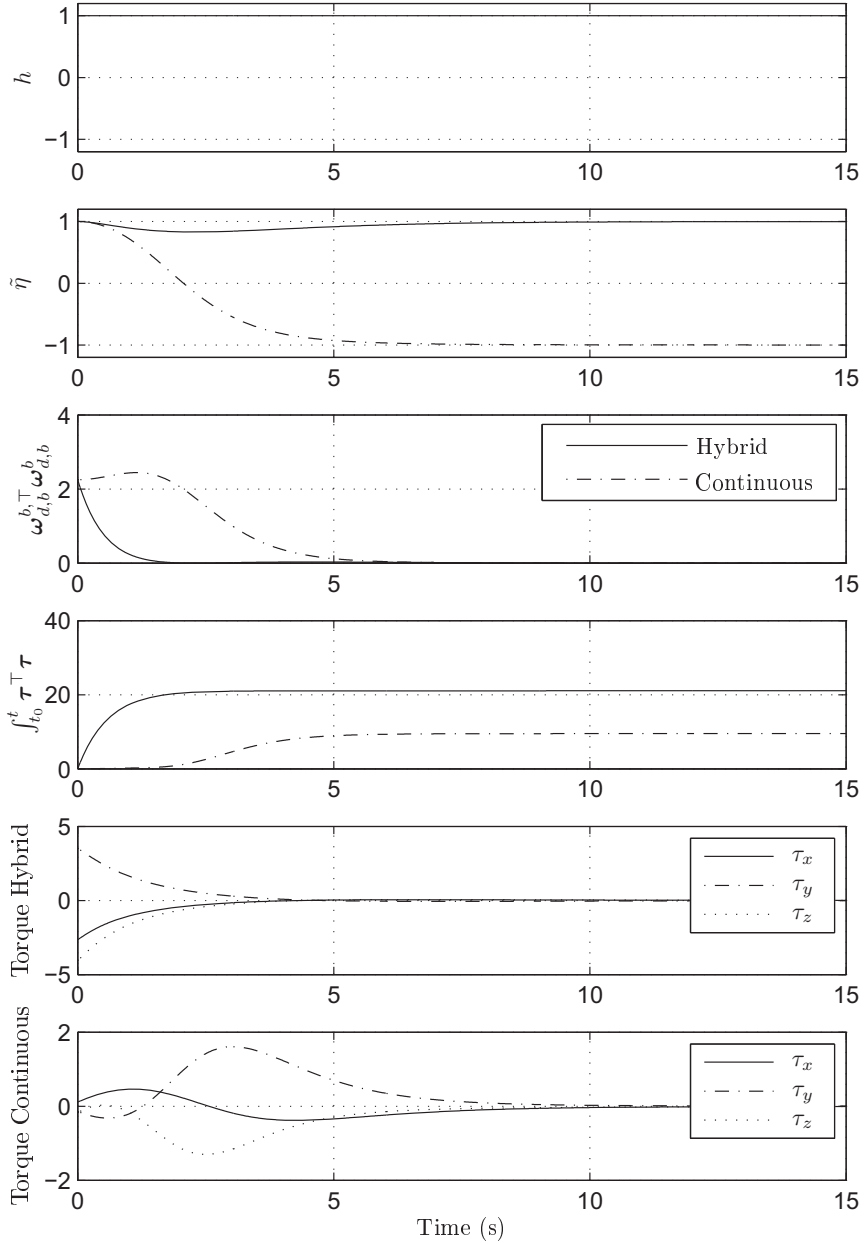 1
0
−1
h
0 5 10 15
1
0
−1
η̃
0 5 10 15
4
2
0
ω_{d,b}^{b,⊤} ω_{d,b}^{b}
Hybrid
Continuous
0 5 10 15
40
20
0
∫_{t_0}^{t} τ^⊤ τ
0 5 10 15
5
0
−5
Torque Hybrid
τ_x
τ_y
τ_z
0 5 10 15
2
0
−2
Torque Continuous
τ_x
τ_y
τ_z
0 5 10 15
Time (s)